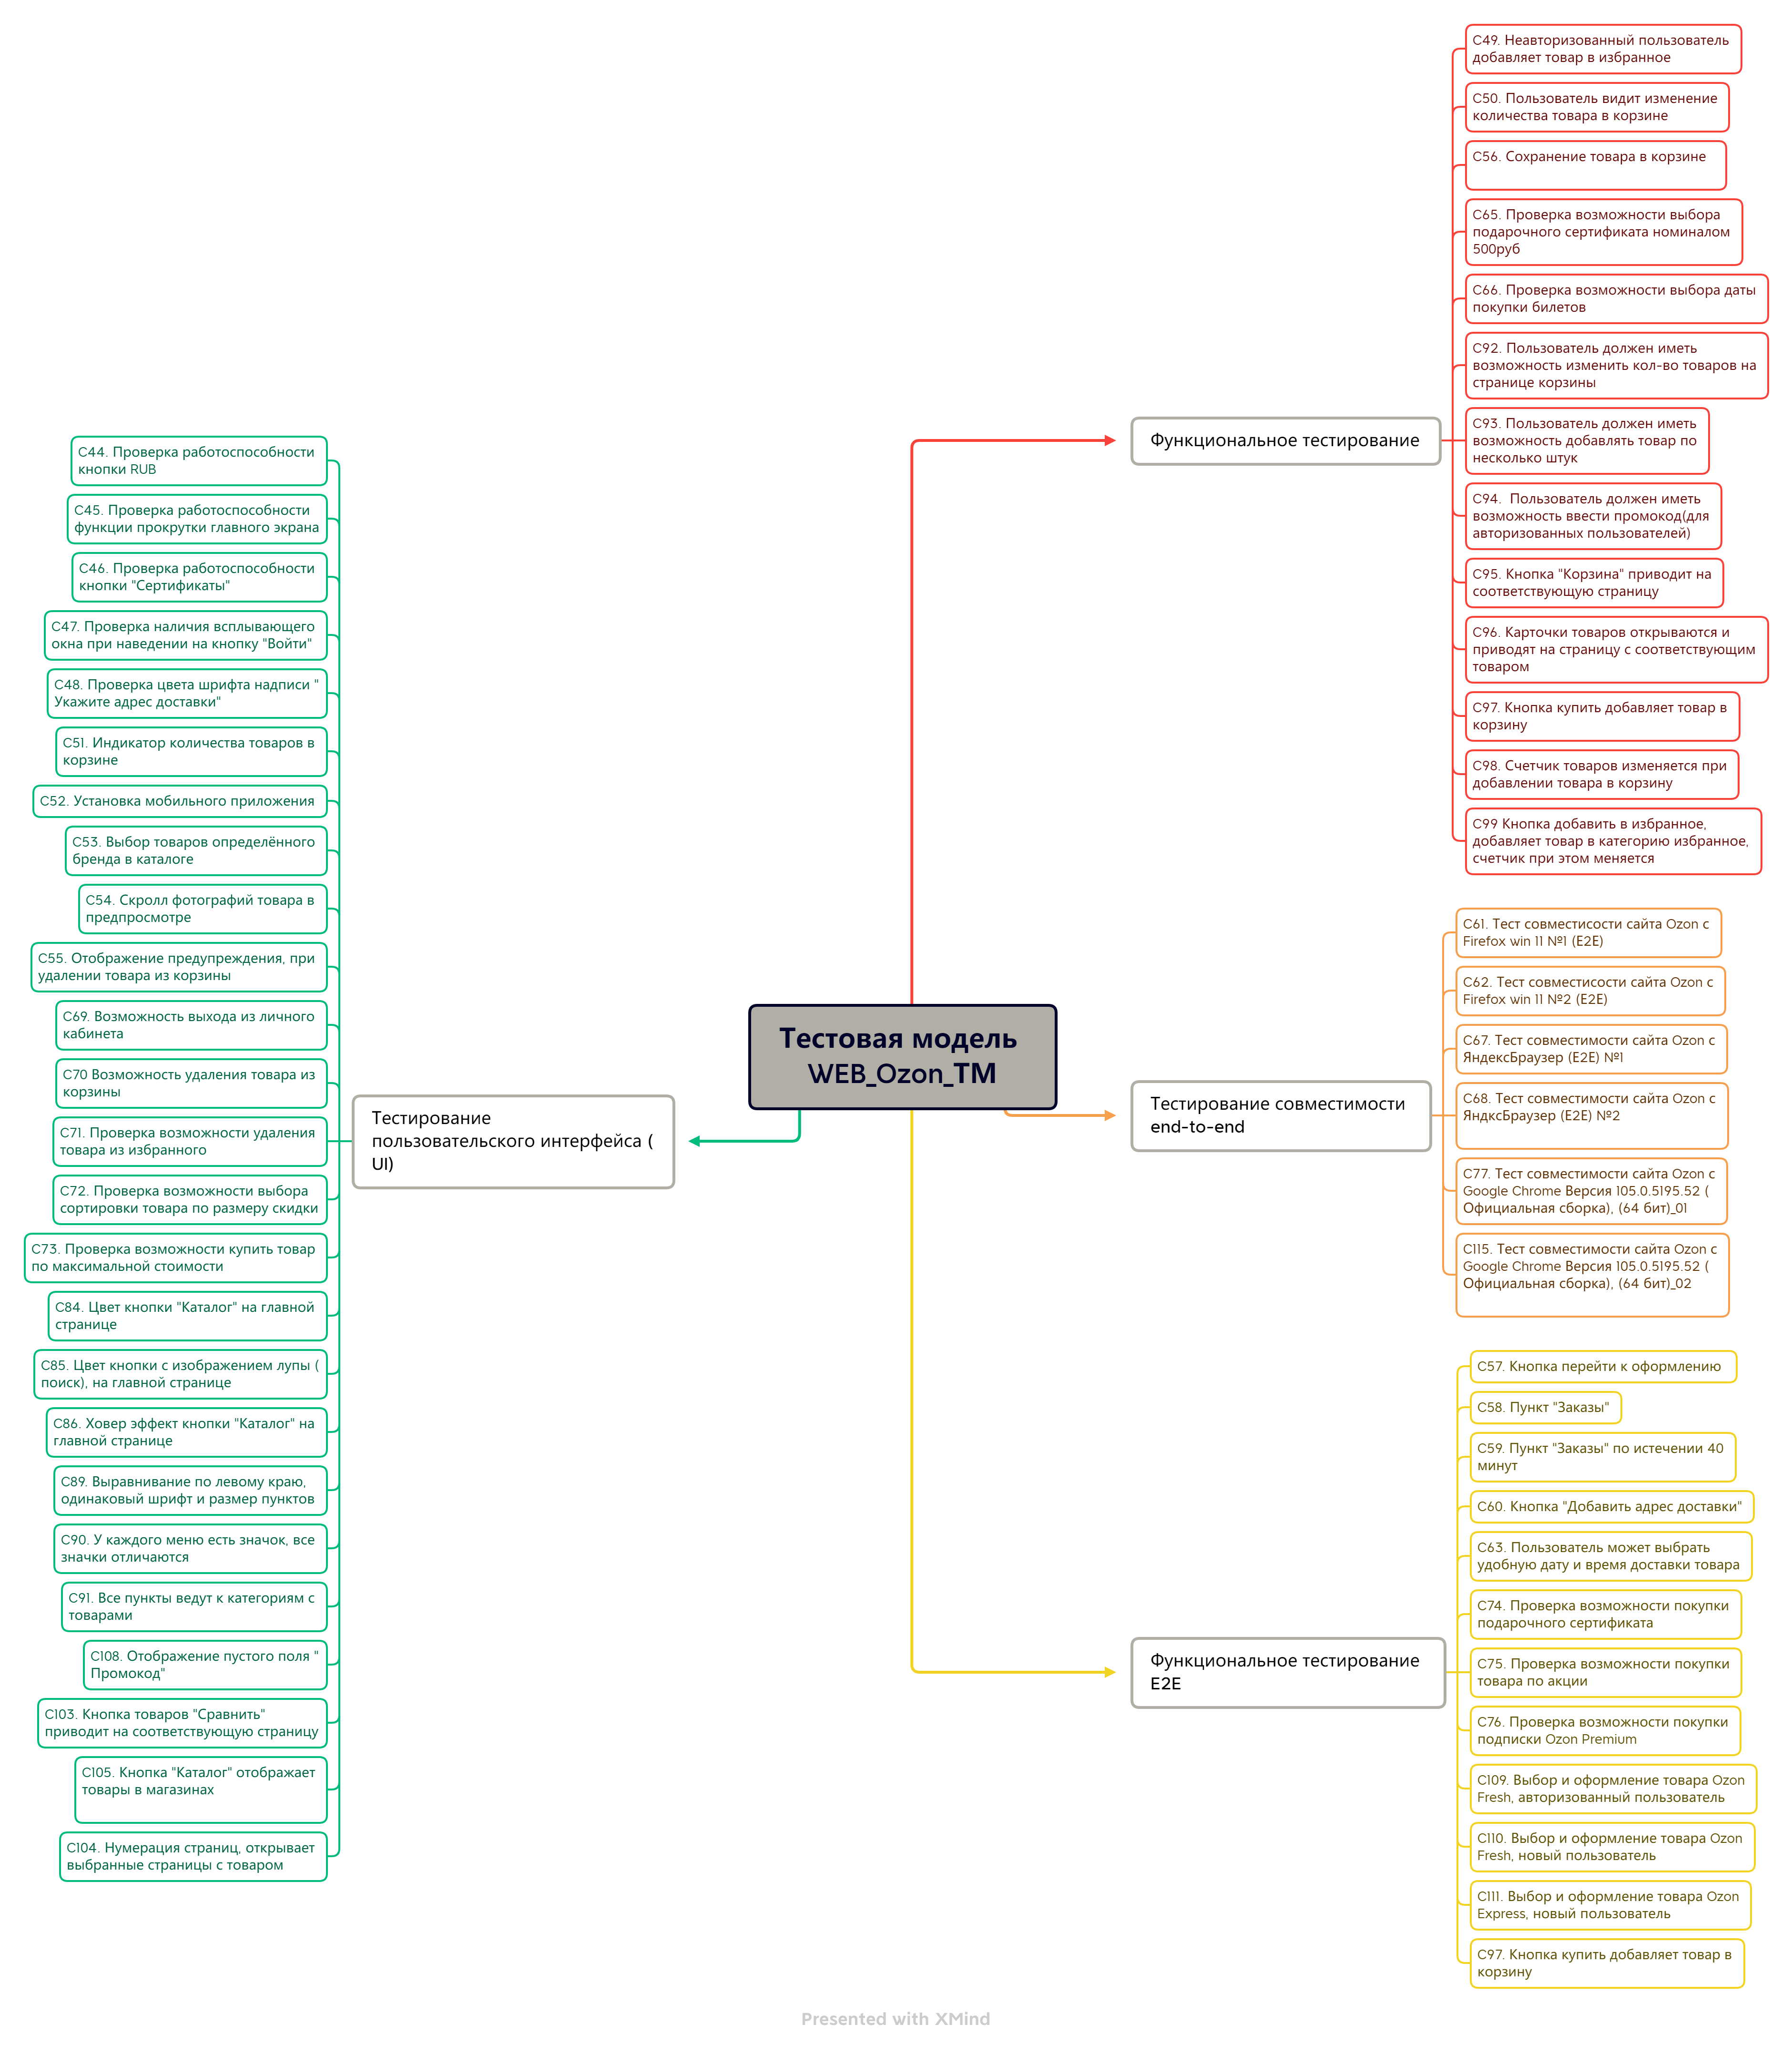 Тестовая модель
WEB_Ozon_TM
Функциональное тестирование
C49. Неавторизованный пользователь
добавляет товар в избранное
C50. Пользователь видит изменение
количества товара в корзине
C56. Сохранение товара в корзине
C65. Проверка возможности выбора
подарочного сертификата номиналом
500руб
C66. Проверка возможности выбора даты
покупки билетов
C92. Пользователь должен иметь
возможность изменить кол-во товаров на
странице корзины
C93. Пользователь должен иметь
возможность добавлять товар по
несколько штук
C94.  Пользователь должен иметь
возможность ввести промокод(для
авторизованных пользователей)
C95. Кнопка "Корзина" приводит на
соответствующую страницу
C96. Карточки товаров открываются и
приводят на страницу с соответствующим
товаром
C97. Кнопка купить добавляет товар в
корзину
C98. Счетчик товаров изменяется при
добавлении товара в корзину
C99 Кнопка добавить в избранное,
добавляет товар в категорию избранное,
счетчик при этом меняется
Тестирование совместимости
end-to-end
C61. Тест совместисости сайта Ozon с
Firefox win 11 №1 (E2E)
C62. Тест совместисости сайта Ozon с
Firefox win 11 №2 (E2E)
C67. Тест совместимости сайта Ozon с
ЯндексБраузер (E2E) №1
C68. Тест совместимости сайта Ozon с
ЯндксБраузер (E2E) №2
C77. Тест совместимости сайта Ozon с
Google Chrome Версия 105.0.5195.52 (
Официальная сборка), (64 бит)_01
C115. Тест совместимости сайта Ozon с
Google Chrome Версия 105.0.5195.52 (
Официальная сборка), (64 бит)_02
Функциональное тестирование
E2E
C57. Кнопка перейти к оформлению
C58. Пункт "Заказы"
C59. Пункт "Заказы" по истечении 40
минут
C60. Кнопка "Добавить адрес доставки"
C63. Пользователь может выбрать
удобную дату и время доставки товара
C74. Проверка возможности покупки
подарочного сертификата
C75. Проверка возможности покупки
товара по акции
C76. Проверка возможности покупки
подписки Ozon Premium
C109. Выбор и оформление товара Ozon
Fresh, авторизованный пользователь
C110. Выбор и оформление товара Ozon
Fresh, новый пользователь
C111. Выбор и оформление товара Ozon
Express, новый пользователь
C97. Кнопка купить добавляет товар в
корзину
Тестирование
пользовательского интерфейса (
UI)
C44. Проверка работоспособности
кнопки RUB
C45. Проверка работоспособности
функции прокрутки главного экрана
C46. Проверка работоспособности
кнопки "Сертификаты"
C47. Проверка наличия всплывающего
окна при наведении на кнопку "Войти"
C48. Проверка цвета шрифта надписи "
Укажите адрес доставки"
C51. Индикатор количества товаров в
корзине
C52. Установка мобильного приложения
C53. Выбор товаров определённого
бренда в каталоге
C54. Скролл фотографий товара в
предпросмотре
C55. Отображение предупреждения, при
удалении товара из корзины
C69. Возможность выхода из личного
кабинета
C70 Возможность удаления товара из
корзины
C71. Проверка возможности удаления
товара из избранного
C72. Проверка возможности выбора
сортировки товара по размеру скидки
C73. Проверка возможности купить товар
по максимальной стоимости
C84. Цвет кнопки "Каталог" на главной
странице
C85. Цвет кнопки с изображением лупы (
поиск), на главной странице
C86. Ховер эффект кнопки "Каталог" на
главной странице
C89. Выравнивание по левому краю,
одинаковый шрифт и размер пунктов
C90. У каждого меню есть значок, все
значки отличаются
C91. Все пункты ведут к категориям с
товарами
C108. Отображение пустого поля "
Промокод"
C103. Кнопка товаров "Сравнить"
приводит на соответствующую страницу
C105. Кнопка "Каталог" отображает
товары в магазинах
C104. Нумерация страниц, открывает
выбранные страницы с товаром
Presented with XMind